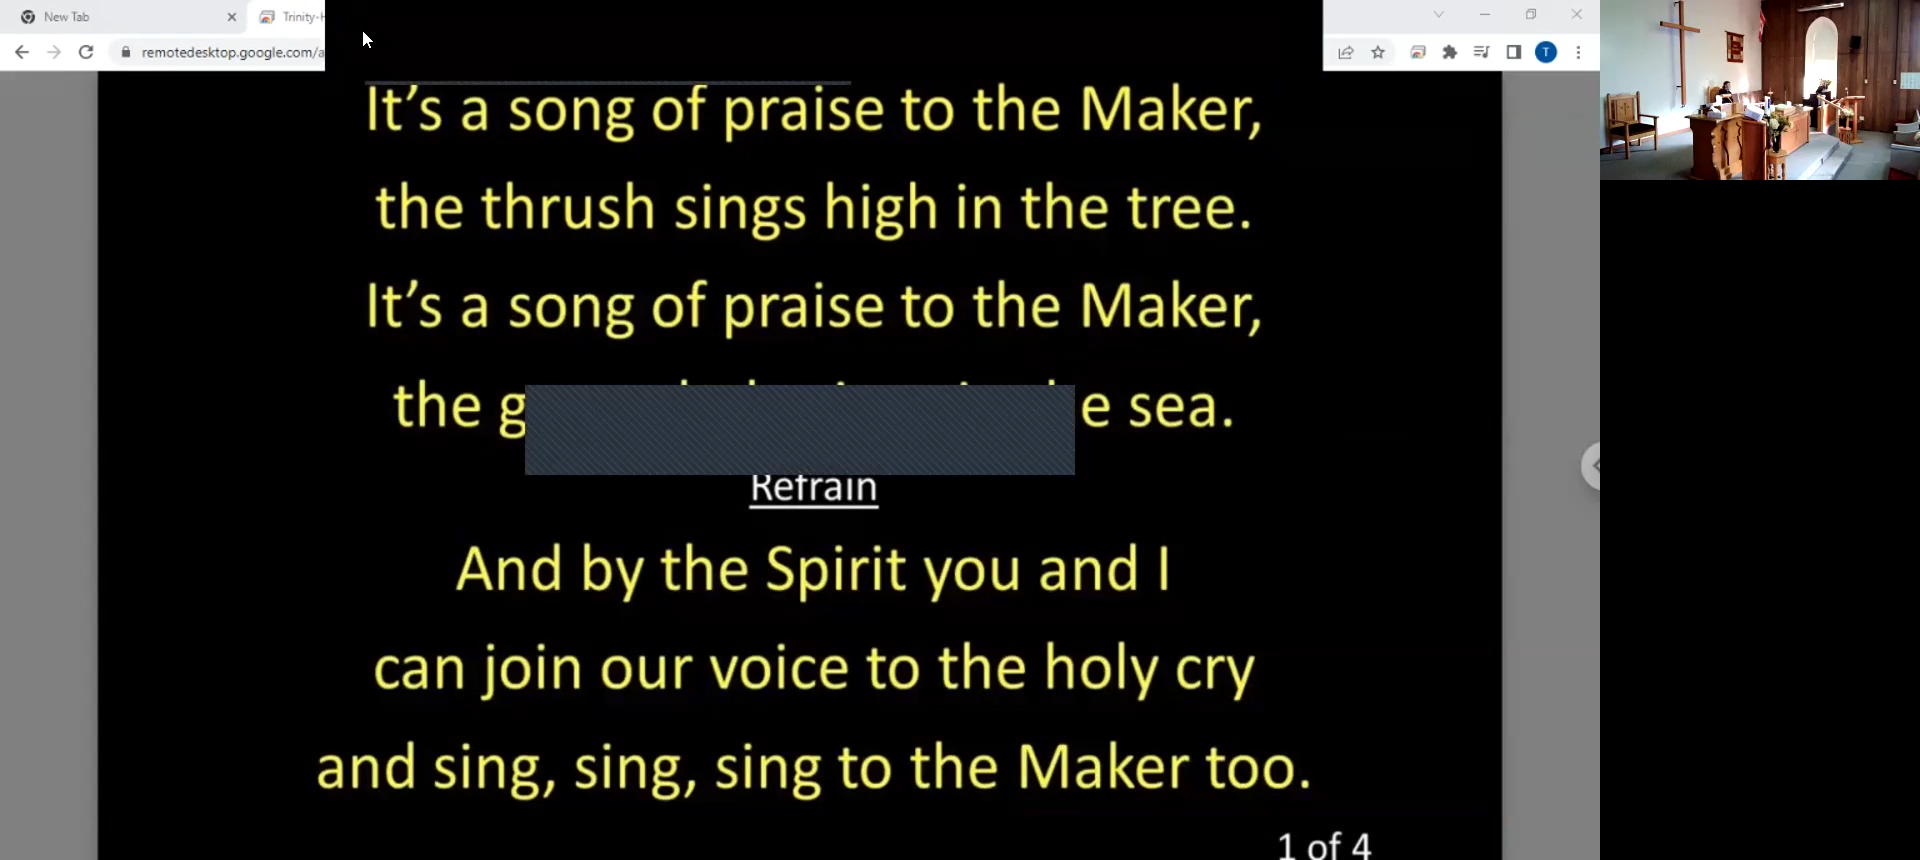 New Tab
Trinity-H
remotedesktop.google.com/a
T
It's a song of praise to the Maker,
the thrush sings high in the tree.
It's a song of praise to the Maker,
the sea.
Refrain
And by the Spirit you and I
can join our voice to the holy cry
and sing, sing, sing to the Maker too.
1 of 4